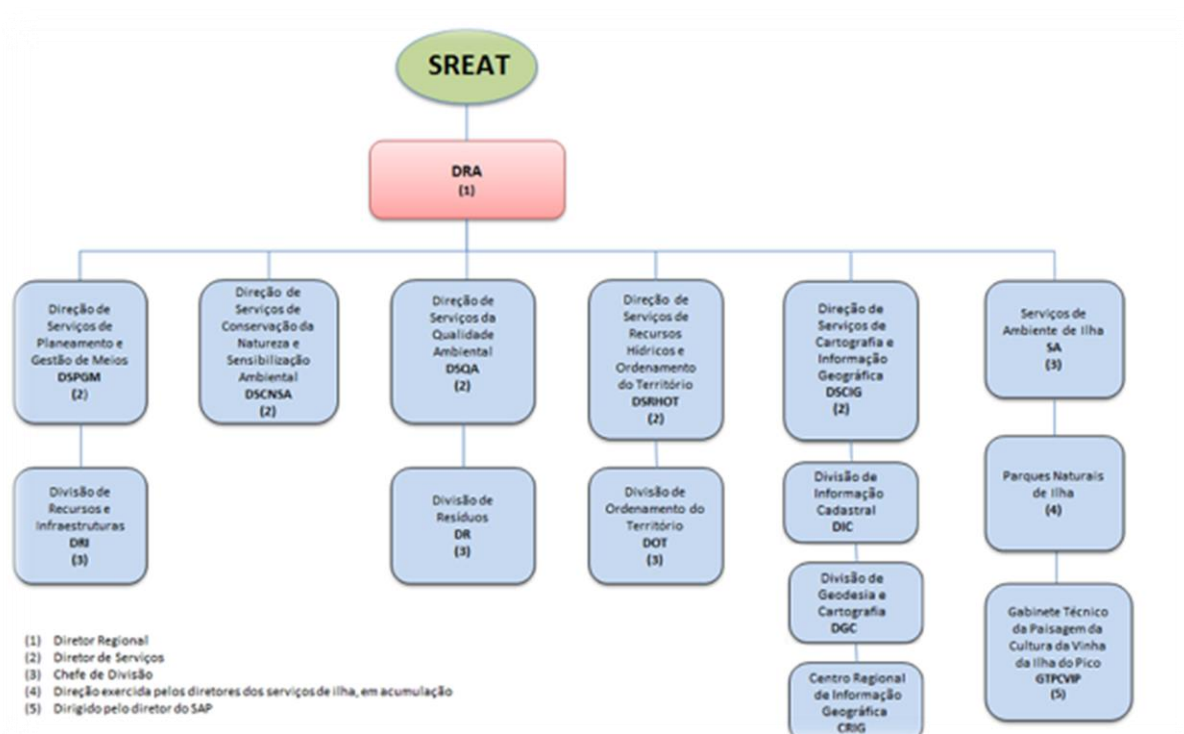 SREAT
DRA
(1)
Direção de
Serviços de
Planeamento e
Gestão de Meios
DSPGM
(2)
Direção de
Serviços de
Conservação da
Natureza e
Sensibilização
Ambiental
DSCNSA
(2)
Direção de
Serviços da
Qualidade
Ambiental
DSQA
(2)
Direção de
Serviços de
Recursos
Hídricos e
Ordenamento
do Território
DSRHOT
(2)
Direção de
Serviços de
Cartografia e
Informação
Geográfica
DSCIG
(2)
Serviços de
Ambiente de Ilha
SA
(3)
Divisão de
Recursos e
Infraestruturas
DRI
(3)
Divisão de
Resíduos
DR
(3)
Divisão de
Ordenamento do
Território
DOT
(3)
Divisão de
Informação
Cadastral
DIC
Parques Naturais
de Ilha
(4)
Divisão de
Geodesia e
Cartografia
DGC
Gabinete Técnico
da Paisagem da
Cultura da Vinha
da Ilha do Pico
GTPCVIP
(5)
Centro Regional
de Informação
Geográfica
CRIG
(1) Diretor Regional
(2) Diretor de Serviços
(3) Chefe de Divisão
(4) Direção exercida pelos diretores dos serviços de ilha, em acumulação
(5) Dirigido pelo diretor do SAP